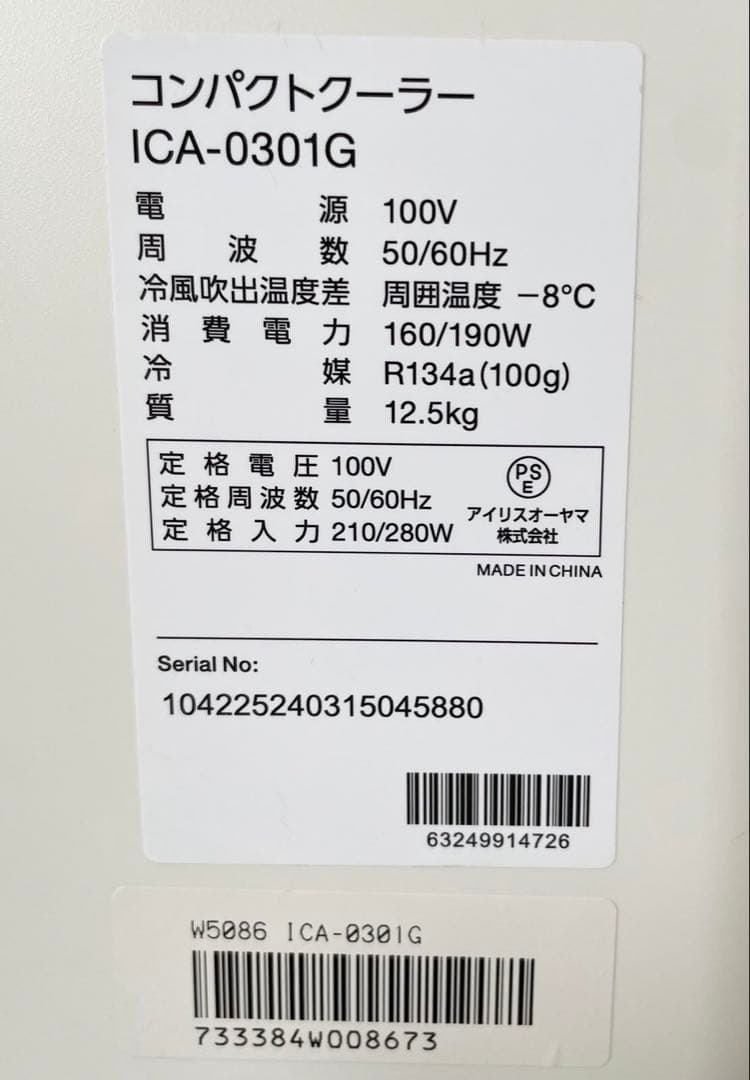 コンパクトクーラー
ICA-0301G
電源 100V
周波数 50/60Hz
冷風吹出温度差 周囲温度 −8℃
消費電力 160/190W
冷媒 R134a(100g)
質量 12.5kg
定格電圧 100V
定格周波数 50/60Hz
定格入力 210/280W
PS
E
アイリスオーヤマ
株式会社
MADE IN CHINA
Serial No:
104225240315045880
63249914726
W5086 ICA-0301G
733384W008673